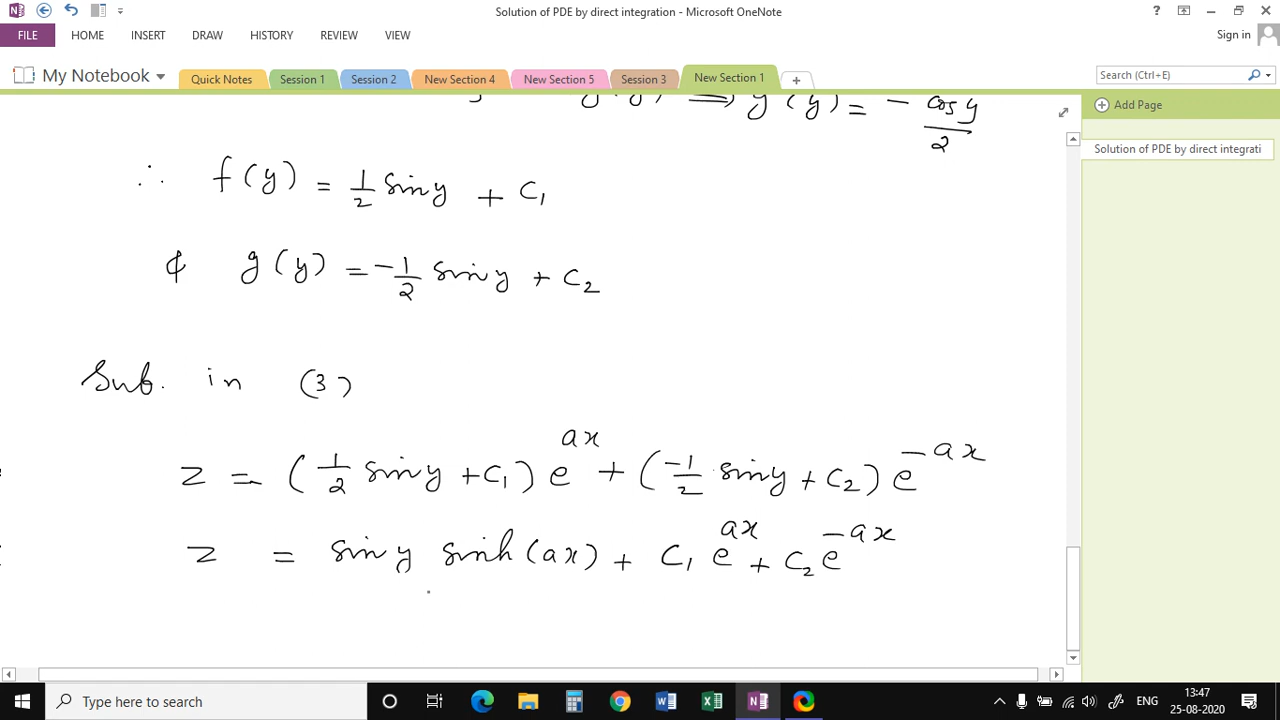 Solution of PDE by direct integration - Microsoft OneNote
FILE HOME INSERT DRAW HISTORY REVIEW VIEW
Sign in
My Notebook Quick Notes Session 1 Session 2 New Section 4 New Section 5 Session 3 New Section 1 +
Search (Ctrl+E)
Add Page
Solution of PDE by direct integrati
⟹ g'(y) = - cos y / 2
∴ f(y) = 1/2 sin y + C₁
& g(y) = -1/2 sin y + C₂
Sub. in (3)
z = (1/2 sin y + C₁) e^{ax} + (-1/2 sin y + C₂) e^{-ax}
z = sin y sinh(ax) + C₁ e^{ax} + C₂ e^{-ax}
Type here to search
ENG
13:47
25-08-2020